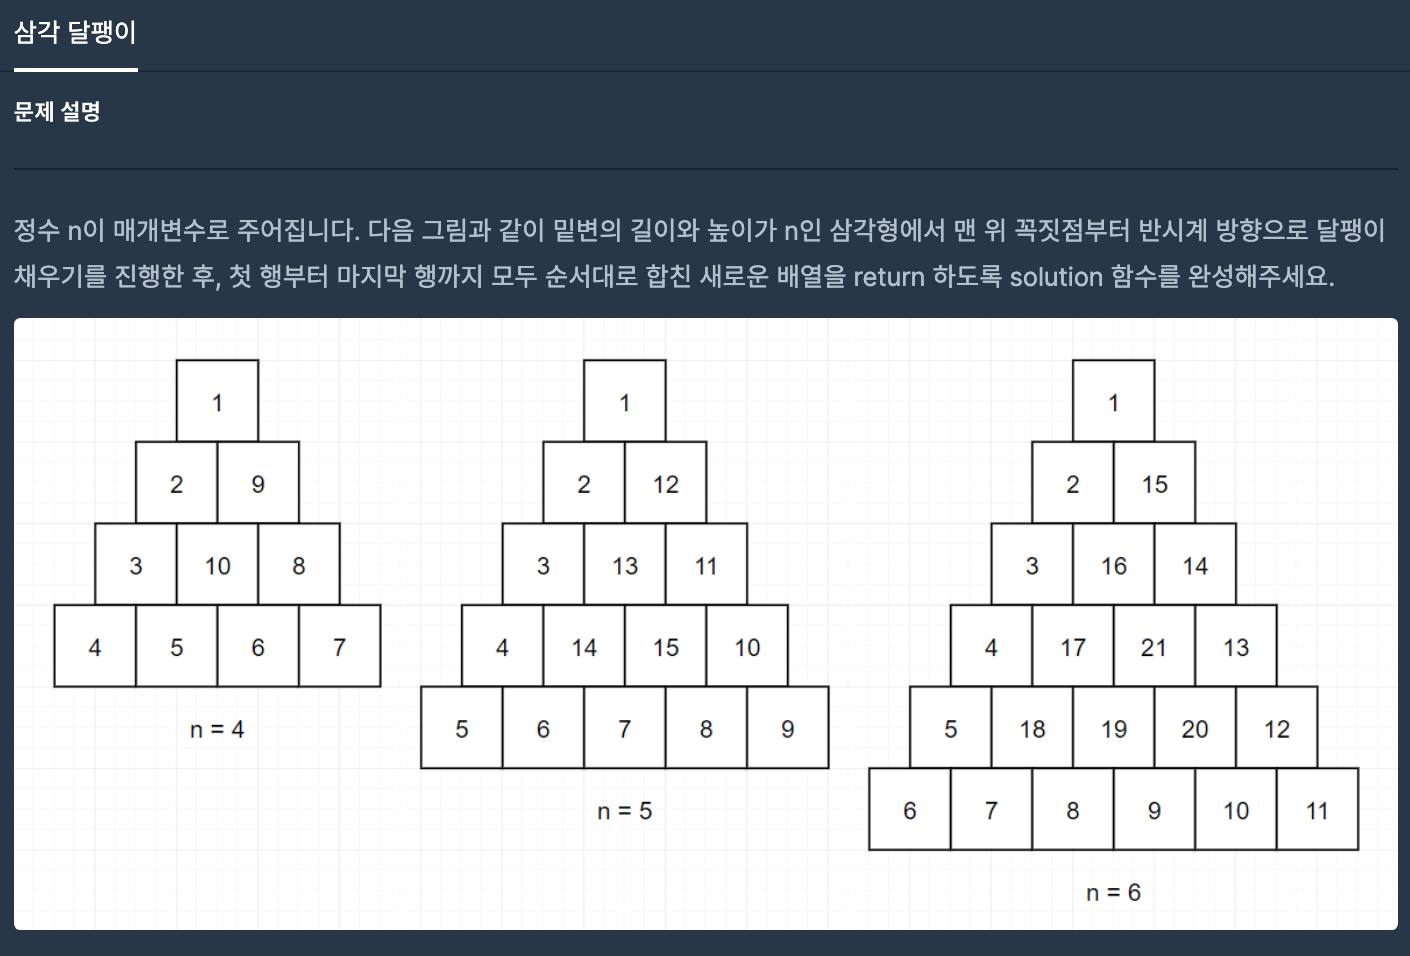 삼각 달팽이
문제 설명
정수 n이 매개변수로 주어집니다. 다음 그림과 같이 밑변의 길이와 높이가 n인 삼각형에서 맨 위 꼭짓점부터 반시계 방향으로 달팽이
채우기를 진행한 후, 첫 행부터 마지막 행까지 모두 순서대로 합친 새로운 배열을 return 하도록 solution 함수를 완성해주세요.
1
2 9
3 10 8
4 5 6 7
n = 4
1
2 12
3 13 11
4 14 15 10
5 6 7 8 9
n = 5
1
2 15
3 16 14
4 17 21 13
5 18 19 20 12
6 7 8 9 10 11
n = 6